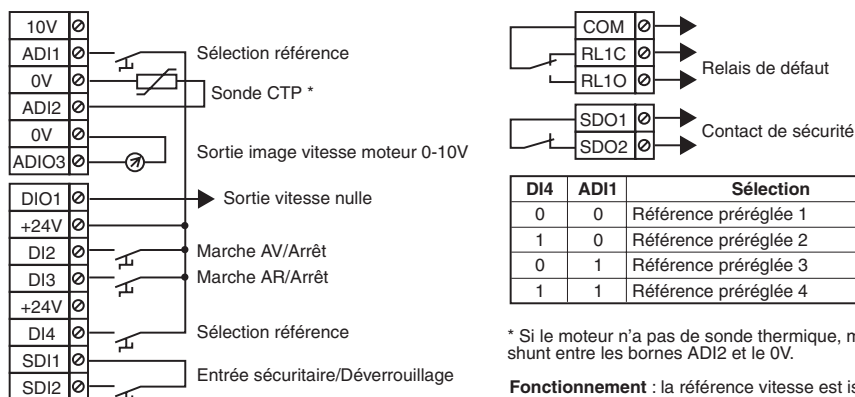 10V
ADI1 Sélection référence
0V
Sonde CTP *
ADI2
0V
Sortie image vitesse moteur 0-10V
ADIO3
DIO1 Sortie vitesse nulle
+24V
DI2 Marche AV/Arrêt
DI3 Marche AR/Arrêt
+24V
DI4 Sélection référence
SDI1
Entrée sécuritaire/Déverrouillage
SDI2
COM
RL1C
Relais de défaut
RL1O
SDO1
Contact de sécurité
SDO2
DI4 ADI1 Sélection
0 0 Référence préréglée 1
1 0 Référence préréglée 2
0 1 Référence préréglée 3
1 1 Référence préréglée 4
* Si le moteur n'a pas de sonde thermique, m
shunt entre les bornes ADI2 et le 0V.
Fonctionnement : la référence vitesse est is